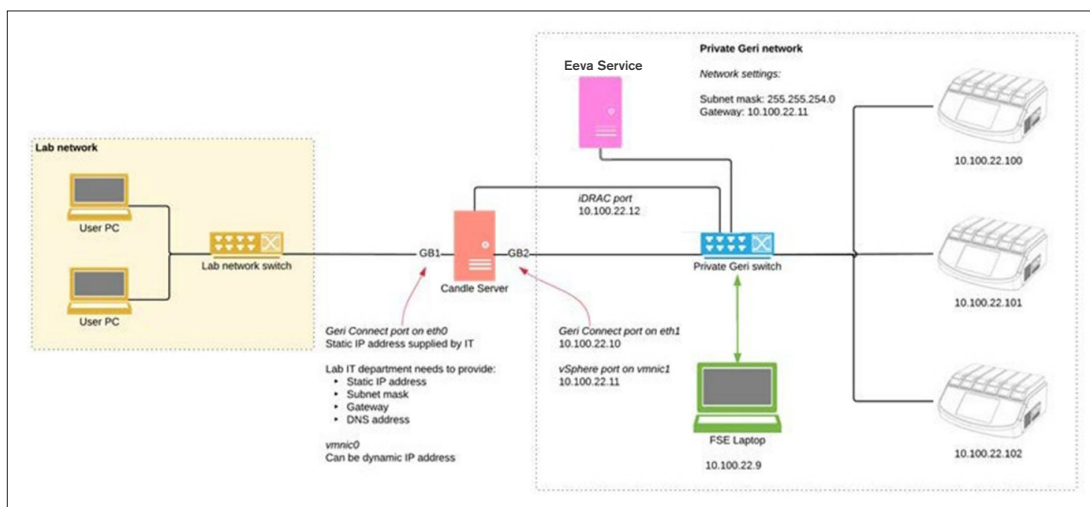 Eeva Service
Private Geri network
Network settings:
Subnet mask: 255.255.254.0
Gateway: 10.100.22.11
10.100.22.100
Lab network
User PC
Lab network switch
User PC
iDRAC port
10.100.22.12
GB1
GB2
Candle Server
Private Geri switch
10.100.22.101
Geri Connect port on eth0
Static IP address supplied by IT
Lab IT department needs to provide:
• Static IP address
• Subnet mask
• Gateway
• DNS address
vmnic0
Can be dynamic IP address
Geri Connect port on eth1
10.100.22.10
vSphere port on vmnic1
10.100.22.11
FSE Laptop
10.100.22.9
10.100.22.102